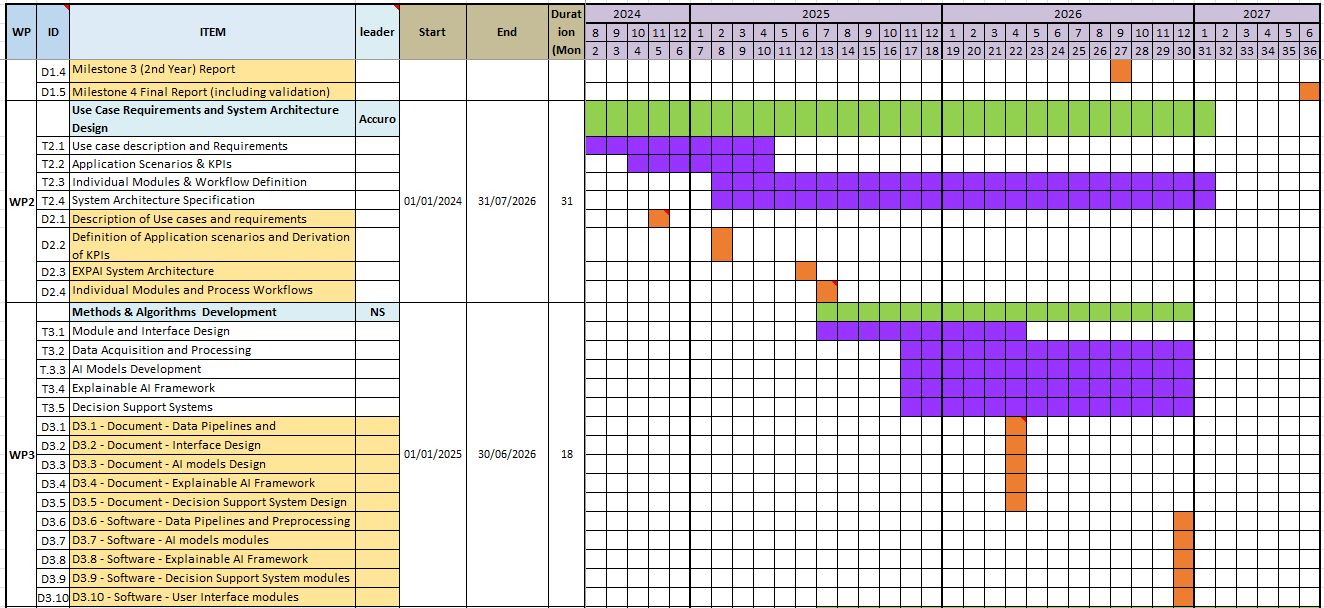 2024 2025 2026 2027
WP ID ITEM leader Start End Durat
ion
(Mon
8 9 10 11 12 1 2 3 4 5 6 7 8 9 10 11 12 1 2 3 4 5 6 7 8 9 10 11 12 1 2 3 4 5 6
2 3 4 5 6 7 8 9 10 11 12 13 14 15 16 17 18 19 20 21 22 23 24 25 26 27 28 29 30 31 32 33 34 35 36
D1.4 Milestone 3 (2nd Year) Report
D1.5 Milestone 4 Final Report (including validation)
Use Case Requirements and System Architecture
Design
Accuro
T2.1 Use case description and Requirements
T2.2 Application Scenarios & KPIs
T2.3 Individual Modules & Workflow Definition
WP2 T2.4 System Architecture Specification 01/01/2024 31/07/2026 31
D2.1 Description of Use cases and requirements
D2.2 Definition of Application scenarios and Derivation
of KPIs
D2.3 EXPAI System Architecture
D2.4 Individual Modules and Process Workflows
Methods & Algorithms Development NS
T3.1 Module and Interface Design
T3.2 Data Acquisition and Processing
T.3.3 AI Models Development
T3.4 Explainable AI Framework
T3.5 Decision Support Systems
D3.1 D3.1 - Document - Data Pipelines and
D3.2 D3.2 - Document - Interface Design
WP3 01/01/2025 30/06/2026 18
D3.3 D3.3 - Document - AI models Design
D3.4 D3.4 - Document - Explainable AI Framework
D3.5 D3.5 - Document - Decision Support System Design
D3.6 D3.6 - Software - Data Pipelines and Preprocessing
D3.7 D3.7 - Software - AI models modules
D3.8 D3.8 - Software - Explainable AI Framework
D3.9 D3.9 - Software - Decision Support System modules
D3.10 D3.10 - Software - User Interface modules